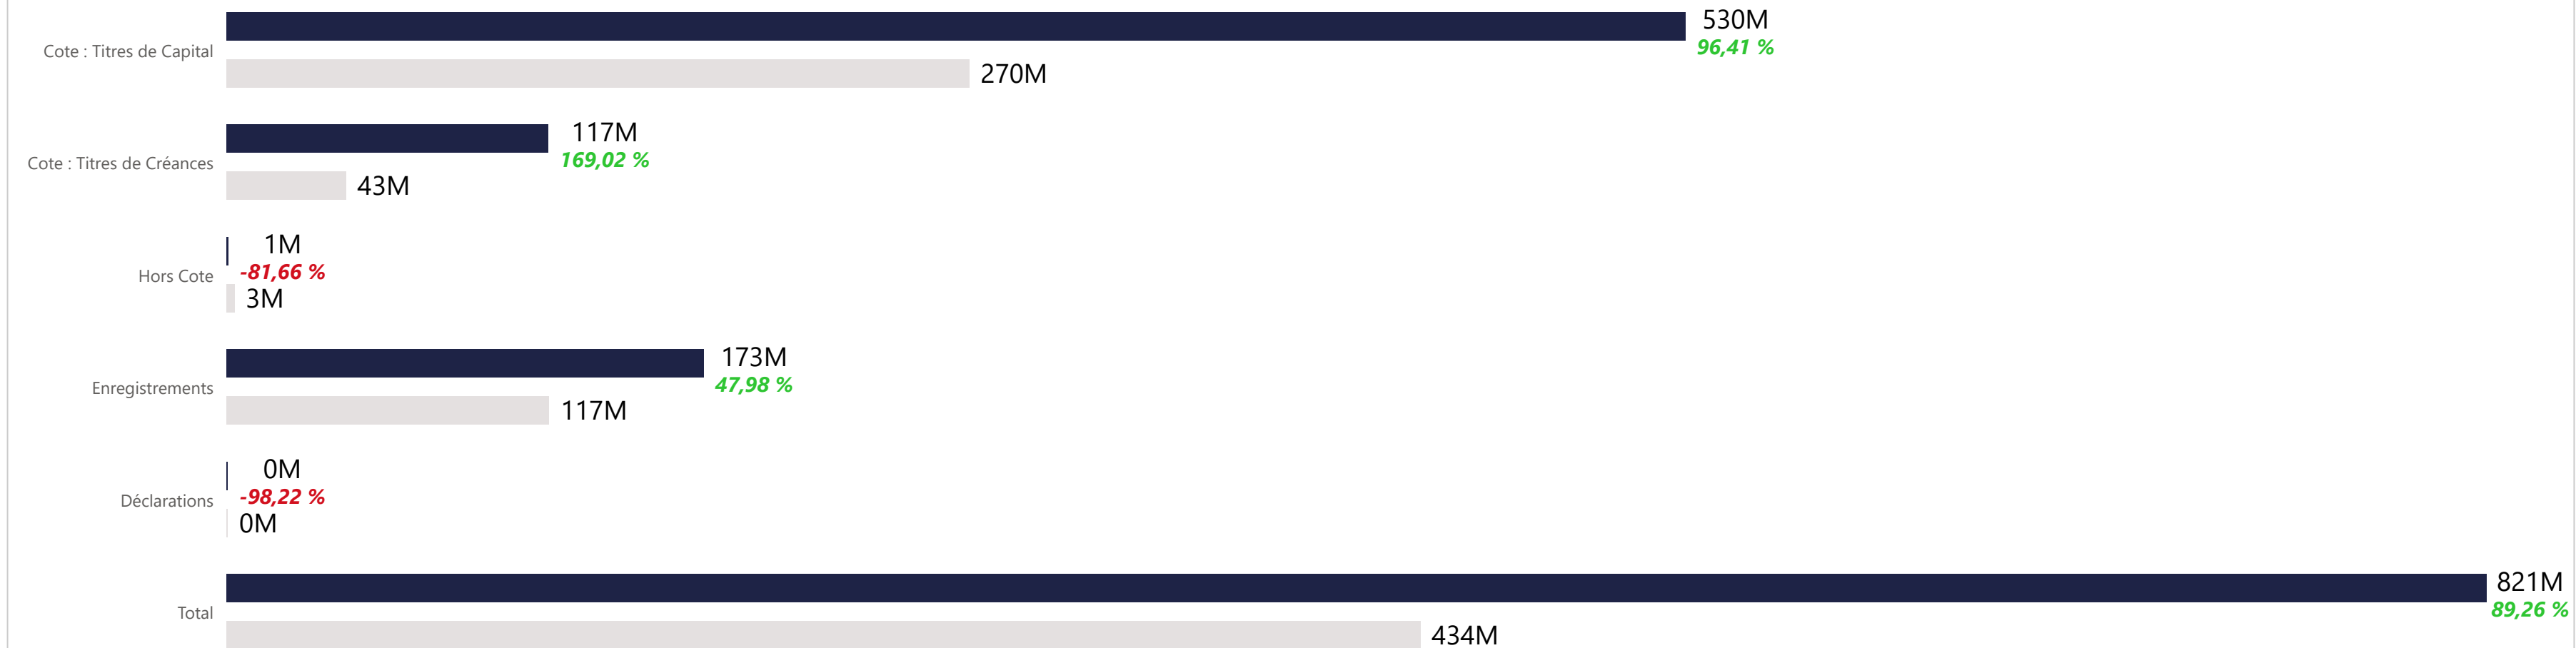 530M
96,41 %
Cote : Titres de Capital
270M
117M
169,02 %
Cote : Titres de Créances
43M
1M
-81,66 %
Hors Cote
3M
173M
47,98 %
Enregistrements
117M
0M
-98,22 %
Déclarations
0M
821M
89,26 %
Total
434M